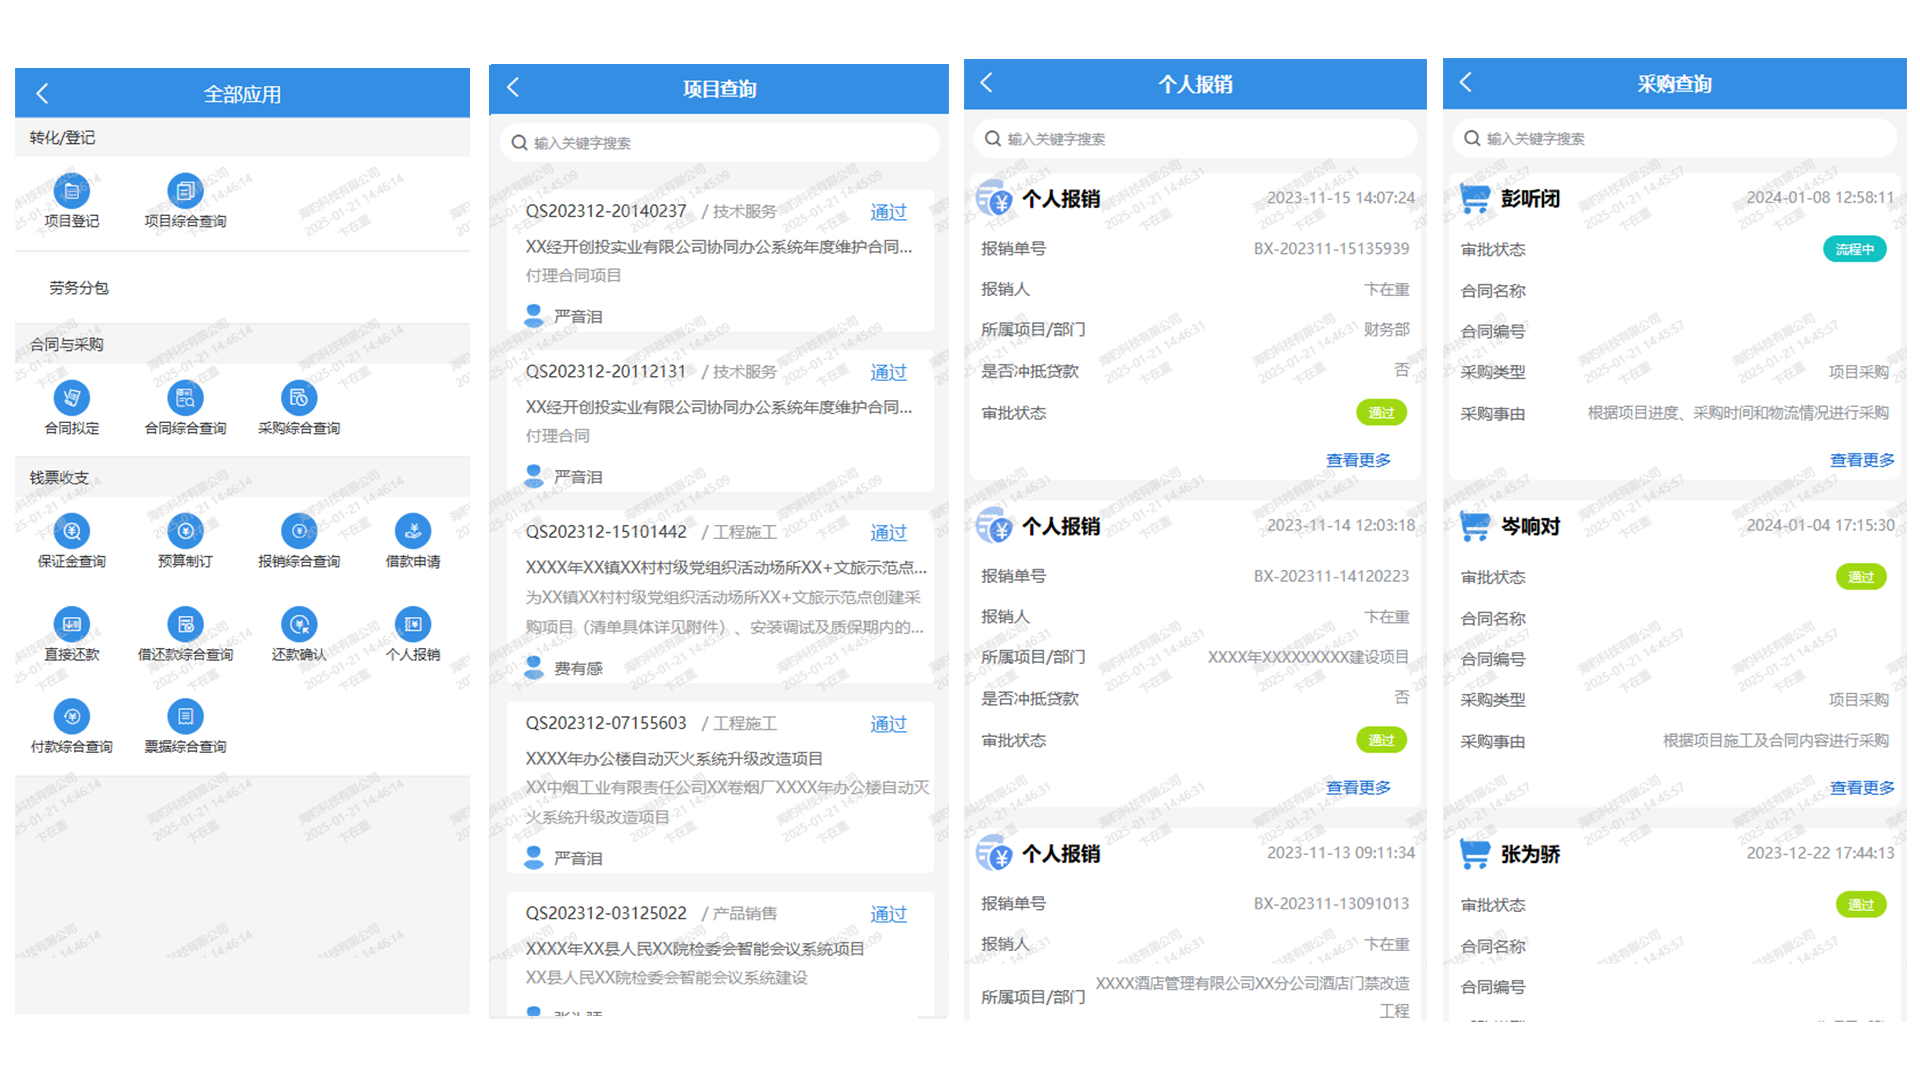 全部应用
转化/登记
项目登记
项目综合查询
劳务分包
合同与采购
合同拟定
合同综合查询
采购综合查询
钱票收支
保证金查询
预算制订
报销综合查询
借款申请
直接还款
借还款综合查询
还款确认
个人报销
付款综合查询
票据综合查询
项目查询
输入关键字搜索
QS202312-20140237 / 技术服务 通过
XX经开创投实业有限公司协同办公系统年度维护合同...
付理合同项目
严音泪
QS202312-20112131 / 技术服务 通过
XX经开创投实业有限公司协同办公系统年度维护合同...
付理合同
严音泪
QS202312-15101442 / 工程施工 通过
XXXX年XX镇XX村村级党组织活动场所XX+文旅示范点...
为XX镇XX村村级党组织活动场所XX+文旅示范点创建采
购项目（清单具体详见附件）、安装调试及质保期内的...
费有感
QS202312-07155603 / 工程施工 通过
XXXX年办公楼自动灭火系统升级改造项目
XX中烟工业有限责任公司XX卷烟厂XXXX年办公楼自动灭
火系统升级改造项目
严音泪
QS202312-03125022 / 产品销售 通过
XXXX年XX县人民XX院检委会智能会议系统项目
XX县人民XX院检委会智能会议系统建设
个人报销
输入关键字搜索
个人报销 2023-11-15 14:07:24
报销单号 BX-202311-15135939
报销人 卞在重
所属项目/部门 财务部
是否冲抵贷款 否
审批状态 通过
查看更多
个人报销 2023-11-14 12:03:18
报销单号 BX-202311-14120223
报销人 卞在重
所属项目/部门 XXXX年XXXXXXXXX建设项目
是否冲抵贷款 否
审批状态 通过
查看更多
个人报销 2023-11-13 09:11:34
报销单号 BX-202311-13091013
报销人 卞在重
所属项目/部门 XXXX酒店管理有限公司XX分公司酒店门禁改造
工程
采购查询
输入关键字搜索
彭听闭 2024-01-08 12:58:11
审批状态 流程中
合同名称
合同编号
采购类型 项目采购
采购事由 根据项目进度、采购时间和物流情况进行采购
查看更多
岑响对 2024-01-04 17:15:30
审批状态 通过
合同名称
合同编号
采购类型 项目采购
采购事由 根据项目施工及合同内容进行采购
查看更多
张为骄 2023-12-22 17:44:13
审批状态 通过
合同名称
合同编号